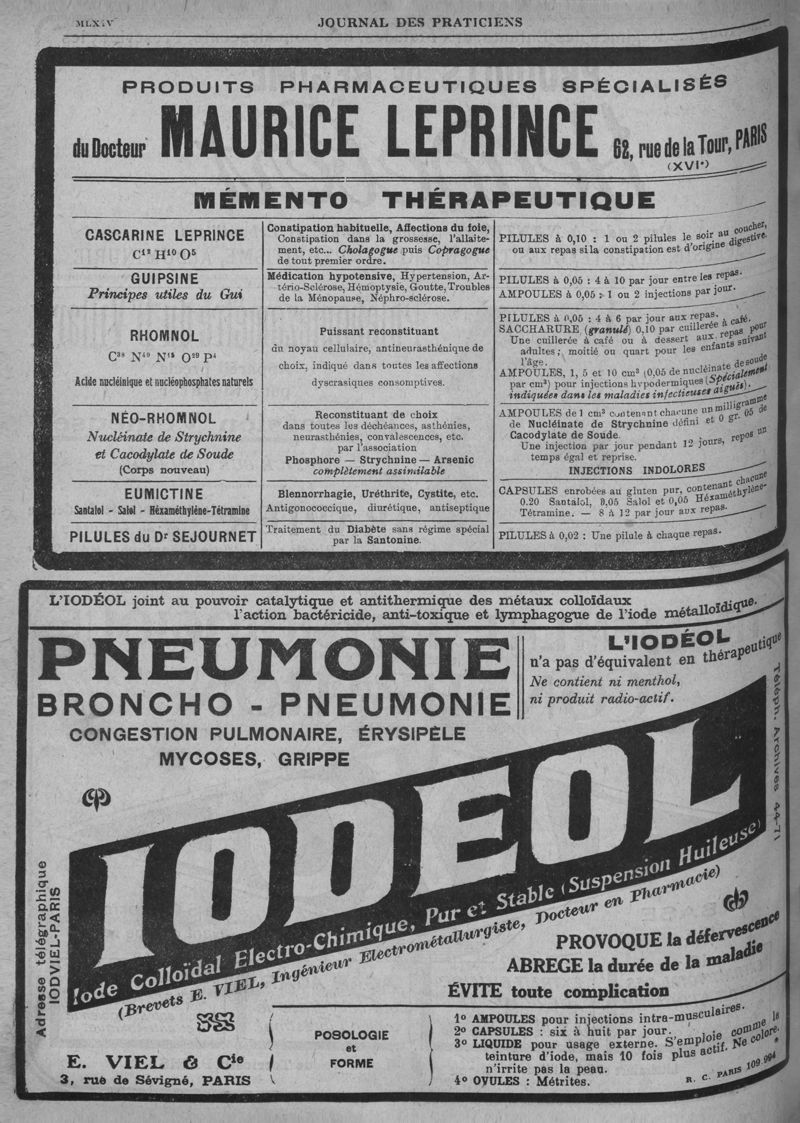 MLXIV
JOURNAL DES PRATICIENS
PRODUITS PHARMACEUTIQUES SPÉCIALISÉS
du Docteur MAURICE LEPRINCE 62, rue de la Tour, PARIS
(XVIe)
MÉMENTO THÉRAPEUTIQUE
CASCARINE LEPRINCE
C¹² H¹⁰ O⁵
Constipation habituelle, Affections du foie,
Constipation dans la grossesse, l'allaite-
ment, etc... Cholagogue puis Copragogue
de tout premier ordre.
PILULES à 0,10 : 1 ou 2 pilules le soir au coucher,
ou aux repas si la constipation est d'origine digestive.
GUIPSINE
Principes utiles du Gui
Médication hypotensive, Hypertension, Ar-
tério-Sclérose, Hémoptysie, Goutte, Troubles
de la Ménopause, Néphro-sclérose.
PILULES à 0,05 : 4 à 10 par jour entre les repas.
AMPOULES à 0,05 : 1 ou 2 injections par jour.
RHOMNOL
C³⁸ N⁴⁹ N¹⁵ O²⁹ P⁴
Acide nucléinique et nucléophosphates naturels
Puissant reconstituant
du noyau cellulaire, antineurasthénique de
choix, indiqué dans toutes les affections
dyscrasiques consomptives.
PILULES à 0,05 : 4 à 6 par jour aux repas.
SACCHARURE (granulé) 0,10 par cuillerée à café.
Une cuillerée à café ou à dessert aux repas pour
adultes ; moitié ou quart pour les enfants suivant
l'âge.
AMPOULES, 1, 5 et 10 cm³ (0,05 de nucléinate de soude
par cm³) pour injections hypodermiques (Spécialement
indiquées dans les maladies infectieuses aiguës).
NÉO-RHOMNOL
Nucléinate de Strychnine
et Cacodylate de Soude
(Corps nouveau)
Reconstituant de choix
dans toutes les déchéances, asthénies,
neurasthénies, convalescences, etc.
par l'association
Phosphore — Strychnine — Arsenic
complètement assimilable
AMPOULES de 1 cm³ contenant chacune un milligramme
de Nucléinate de Strychnine défini et 0 gr. 05 de
Cacodylate de Soude.
Une injection par jour pendant 12 jours, repos un
temps égal et reprise.
INJECTIONS INDOLORES
EUMICTINE
Santalol - Salol - Héxaméthylène-Tétramine
Blennorrhagie, Uréthrite, Cystite, etc.
Antigonococcique, diurétique, antiseptique
CAPSULES enrobées au gluten pur, contenant chacune
0.20 Santalol, 0,05 Salol et 0,05 Héxaméthylène-
Tétramine. — 8 à 12 par jour aux repas.
PILULES du Dr SEJOURNET
Traitement du Diabète sans régime spécial
par la Santonine.
PILULES à 0,02 : Une pilule à chaque repas.
L'IODÉOL joint au pouvoir catalytique et antithermique des métaux colloïdaux
l'action bactéricide, anti-toxique et lymphagogue de l'iode métalloïdique.
PNEUMONIE
BRONCHO - PNEUMONIE
CONGESTION PULMONAIRE, ÉRYSIPÈLE
MYCOSES, GRIPPE
L'IODÉOL
n'a pas d'équivalent en thérapeutique
Ne contient ni menthol,
ni produit radio-actif.
Téléph. Archives 44-71
IODEOL
Iode Colloïdal Electro-Chimique, Pur et Stable (Suspension Huileuse)
(Brevets E. VIEL, Ingénieur Electrométallurgiste, Docteur en Pharmacie)
Adresse télégraphique
IODVIEL-PARIS
PROVOQUE la défervescence
ABREGE la durée de la maladie
ÉVITE toute complication
E. VIEL & Cie
3, rue de Sévigné, PARIS
POSOLOGIE
et
FORME
1º AMPOULES pour injections intra-musculaires.
2º CAPSULES : six à huit par jour.
3º LIQUIDE pour usage externe. S'emploie comme la
teinture d'iode, mais 10 fois plus actif. Ne colore,
n'irrite pas la peau.
4º OVULES : Métrites.
R. C. PARIS 109.994